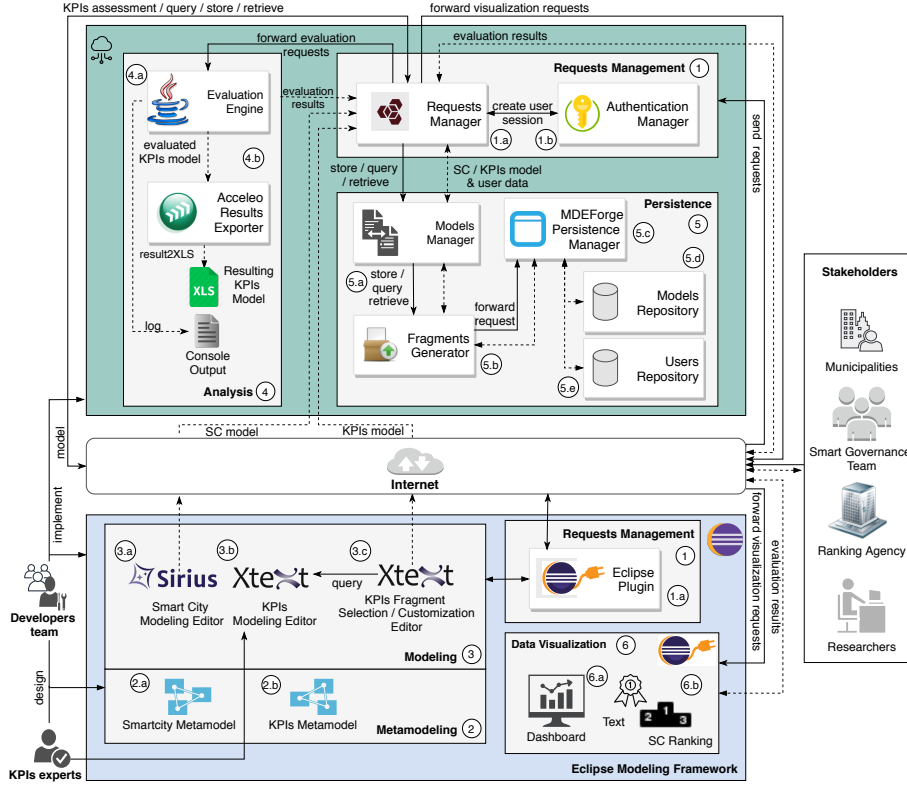 KPIs assessment / query / store / retrieve
forward visualization requests
forward evaluation
requests
evaluation results
4.a
Evaluation
Engine
evaluation
results
Requests Management 1
Requests
Manager
create user
session
Authentication
Manager
1.a
1.b
send requests
evaluated
KPIs model
4.b
store / query
/ retrieve
SC / KPIs model
& user data
Acceleo
Results
Exporter
result2XLS
XLS
Resulting
KPIs
Model
log
Console
Output
Analysis 4
Persistence
5
Models
Manager
MDEForge
Persistence
Manager
5.c
5.d
5.a
store /
query
retrieve
forward
request
Models
Repository
Fragments
Generator
5.b
Users
Repository
5.e
Stakeholders
Municipalities
Smart Governance
Team
Ranking Agency
Researchers
model
SC model
KPIs model
Internet
implement
forward visualization requests
evaluation results
3.a
Sirius
Smart City
Modeling Editor
3.b
Xtext
KPIs
Modeling Editor
3.c
query
Xtext
KPIs Fragment
Selection / Customization
Editor
Modeling 3
Requests Management
1
Eclipse
Plugin
1.a
Developers
team
design
2.a
Smartcity Metamodel
2.b
KPIs Metamodel
Metamodeling 2
Data Visualization 6
6.a
Dashboard
1
Text
6.b
2 1 3
SC Ranking
KPIs experts
Eclipse Modeling Framework